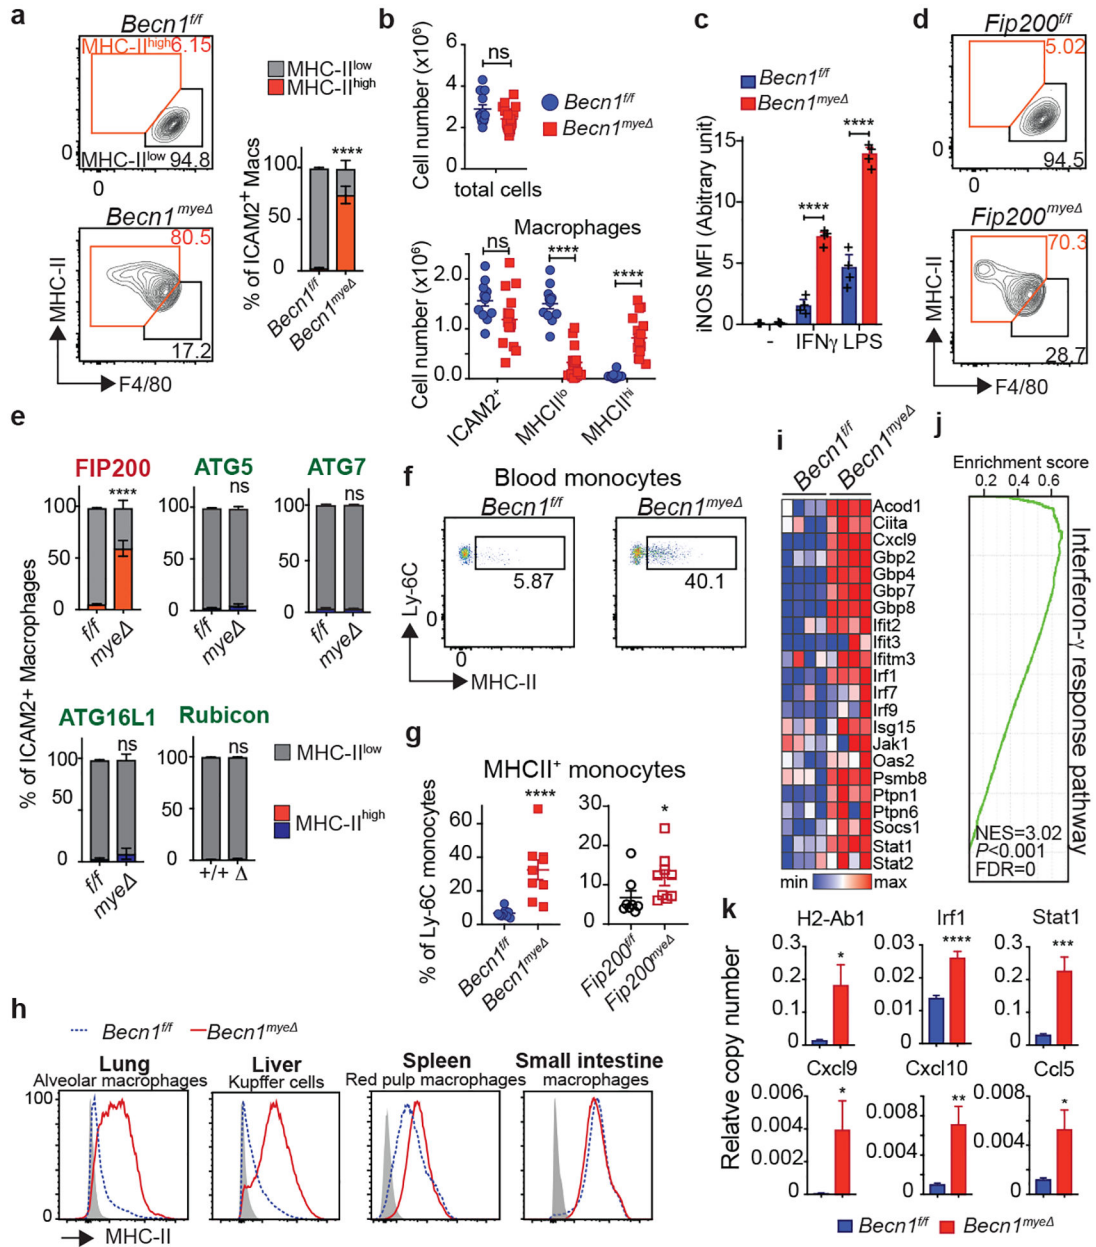 a
Becn1f/f
MHC-IIhigh 6.15
MHC-IIlow 94.8
0
0
Becn1myeΔ
80.5
17.2
MHC-II
F4/80
MHC-IIlow
MHC-IIhigh
% of ICAM2+ Macs
100
50
0
****
Becn1f/f
Becn1myeΔ
b
Cell number (x10⁶)
6
4
2
0
ns
total cells
Becn1f/f
Becn1myeΔ
Macrophages
Cell number (x10⁶)
2.0
1.0
0.0
ns
****
****
ICAM2+
MHCIIlo
MHCIIhi
c
Becn1f/f
Becn1myeΔ
iNOS MFI (Abitrary unit)
15
10
5
0
****
****
-
IFNγ
LPS
d
Fip200f/f
5.02
94.5
0
0
Fip200myeΔ
70.3
28.7
MHC-II
F4/80
e
% of ICAM2+ Macrophages
FIP200
100
50
0
****
f/f
myeΔ
ATG5
100
50
0
ns
f/f
myeΔ
ATG7
100
50
0
ns
f/f
myeΔ
ATG16L1
100
50
0
ns
f/f
myeΔ
Rubicon
100
50
0
ns
+/+
Δ
MHC-IIlow
MHC-IIhigh
f
Blood monocytes
Becn1f/f
Becn1myeΔ
5.87
40.1
Ly-6C
0
0
MHC-II
g
MHCII+ monocytes
% of Ly-6C monocytes
60
40
20
0
****
Becn1f/f
Becn1myeΔ
30
20
10
0
*
Fip200f/f
Fip200myeΔ
h
Becn1f/f
Becn1myeΔ
Lung
Alveolar macrophages
Liver
Kupffer cells
Spleen
Red pulp macrophages
Small intestine
macrophages
100
0
MHC-II
i
Becn1f/f
Becn1myeΔ
Acod1
Ciita
Cxcl9
Gbp2
Gbp4
Gbp7
Gbp8
Ifit2
Ifit3
Ifitm3
Irf1
Irf7
Irf9
Isg15
Jak1
Oas2
Psmb8
Ptpn1
Ptpn6
Socs1
Stat1
Stat2
min
max
j
Enrichment score
0.2 0.4 0.6
Interferon-γ response pathway
NES=3.02
P<0.001
FDR=0
k
Relative copy number
H2-Ab1
0.3
0.2
0.1
0
*
Irf1
0.03
0.02
0.01
0
****
Stat1
0.3
0.2
0.1
0
***
Cxcl9
0.006
0.004
0.002
0
*
Cxcl10
0.008
0.004
0
**
Ccl5
0.008
0.004
0
*
Becn1f/f
Becn1myeΔ